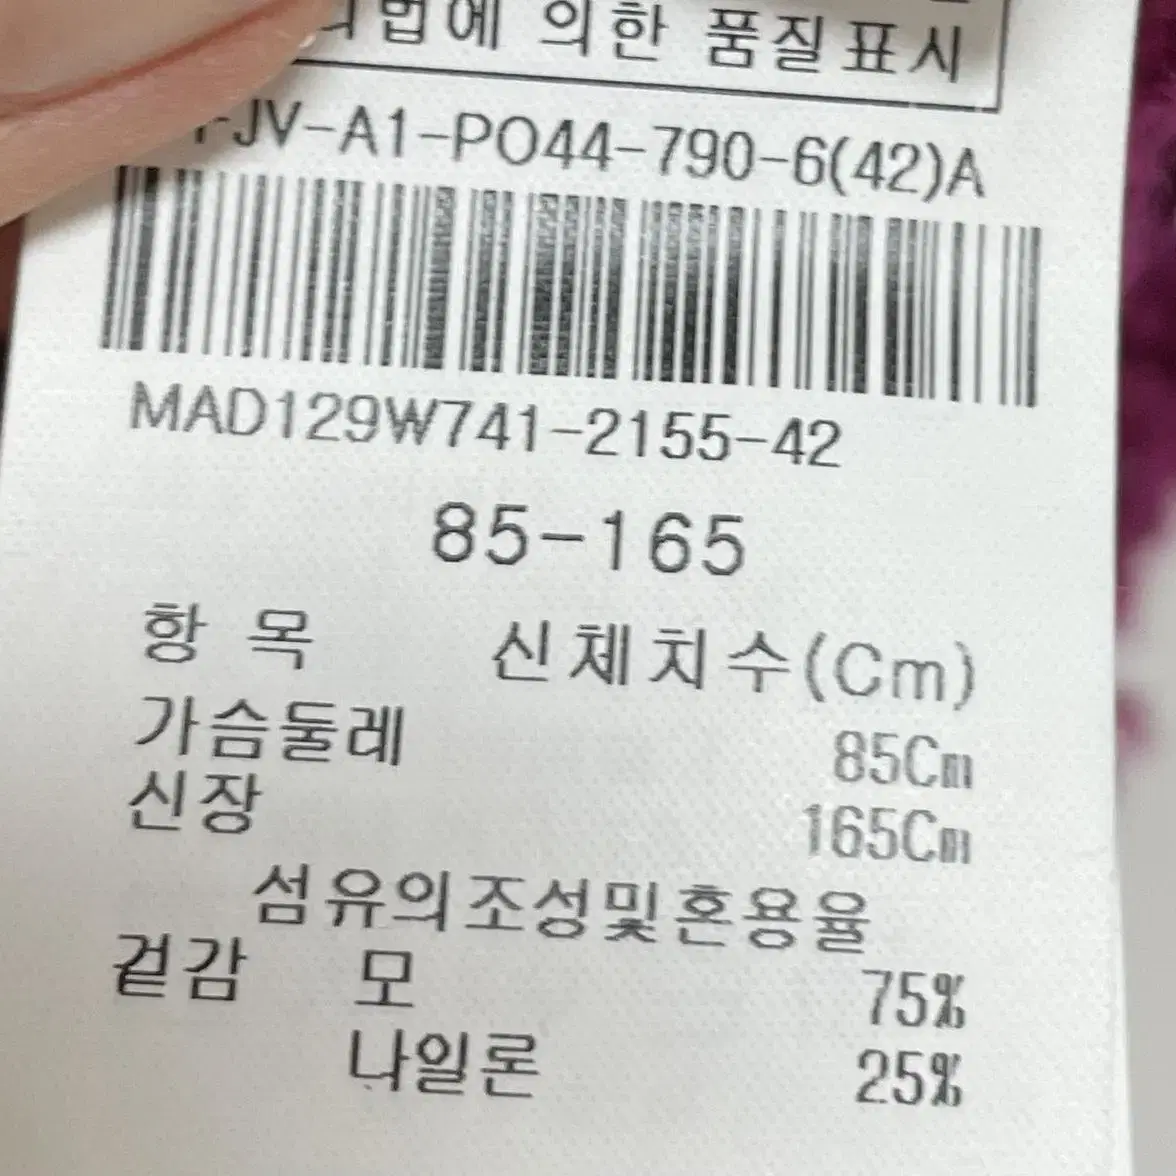 법에 의한 품질표시
JV-A1-PO44-790-6(42)A
MAD129W741-2155-42
85-165
항 목 신체치수(Cm)
가슴둘레 85Cm
신장 165Cm
섬유의조성및혼용율
겉감 모 75%
나일론 25%